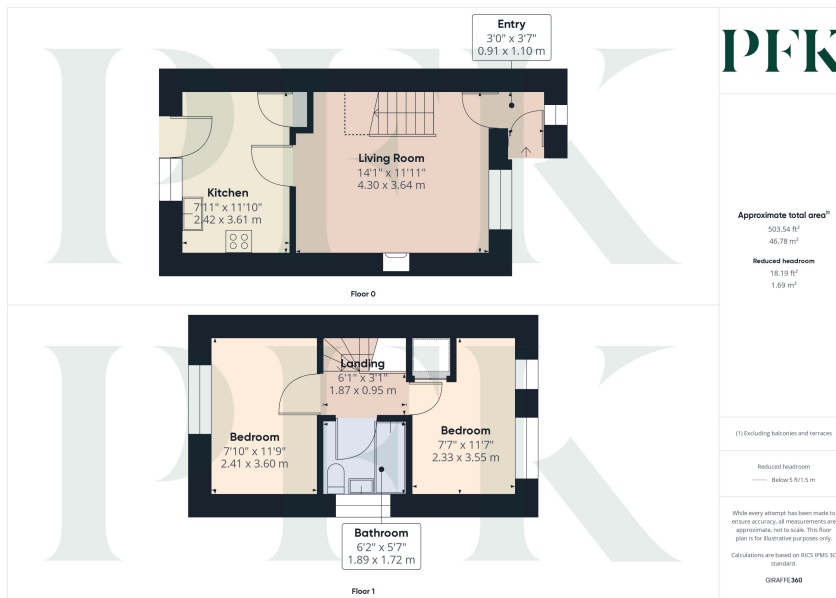 Entry
3'0" x 3'7"
0.91 x 1.10 m
Living Room
14'1" x 11'11"
4.30 x 3.64 m
Kitchen
7'11" x 11'10"
2.42 x 3.61 m
Floor 0
Landing
6'1" x 3'1"
1.87 x 0.95 m
Bedroom
7'10" x 11'9"
2.41 x 3.60 m
Bedroom
7'7" x 11'7"
2.33 x 3.55 m
Bathroom
6'2" x 5'7"
1.89 x 1.72 m
Floor 1
PFK
PFK
PFK
Approximate total area(1)
503.54 ft²
46.78 m²
Reduced headroom
18.19 ft²
1.69 m²
(1) Excluding balconies and terraces
Reduced headroom
Below 5 ft/1.5 m
While every attempt has been made to
ensure accuracy, all measurements are
approximate, not to scale. This floor
plan is for illustrative purposes only.
Calculations are based on RICS IPMS 3C
standard.
GIRAFFE360